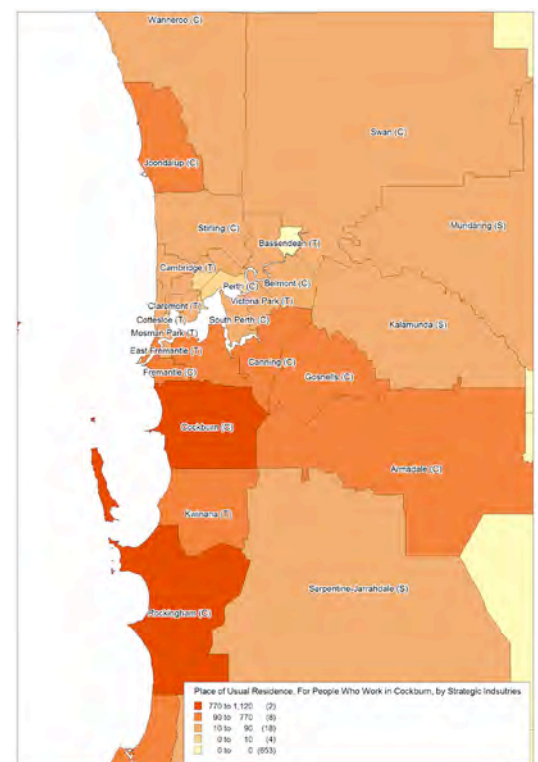 Wanneroo (C)
Swan (C)
Joondalup (C)
Mundaring (S)
Stirling (C)
Bassendean (T)
Cambridge (T)
Perth (C)
Belmont (C)
Claremont (T)
Victoria Park (T)
Cottesloe (T)
South Perth (C)
Kalamunda (S)
Mosman Park (T)
East Fremantle (T)
Canning (C)
Fremantle (C)
Gosnells (C)
Cockburn (S)
Armadale (C)
Kwinana (T)
Serpentine-Jarrahdale (S)
Rockingham (C)
Place of Usual Residence, For People Who Work in Cockburn, by Strategic Indsutries
770 to 1,120 (2)
90 to 770 (8)
10 to 90 (18)
0 to 10 (4)
0 to 0 (653)